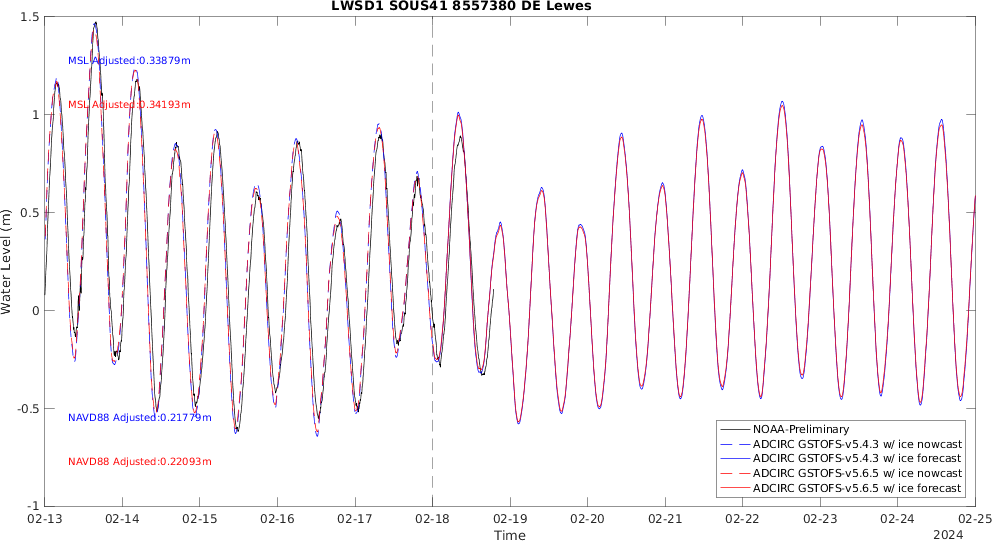 LWSD1 SOUS41 8557380 DE Lewes
1.5
1
0.5
0
-0.5
-1
Water Level (m)
MSL Adjusted:0.33879m
MSL Adjusted:0.34193m
NAVD88 Adjusted:0.21779m
NAVD88 Adjusted:0.22093m
NOAA-Preliminary
ADCIRC GSTOFS-v5.4.3 w/ ice nowcast
ADCIRC GSTOFS-v5.4.3 w/ ice forecast
ADCIRC GSTOFS-v5.6.5 w/ ice nowcast
ADCIRC GSTOFS-v5.6.5 w/ ice forecast
02-13 02-14 02-15 02-16 02-17 02-18 02-19 02-20 02-21 02-22 02-23 02-24 02-25
Time
2024